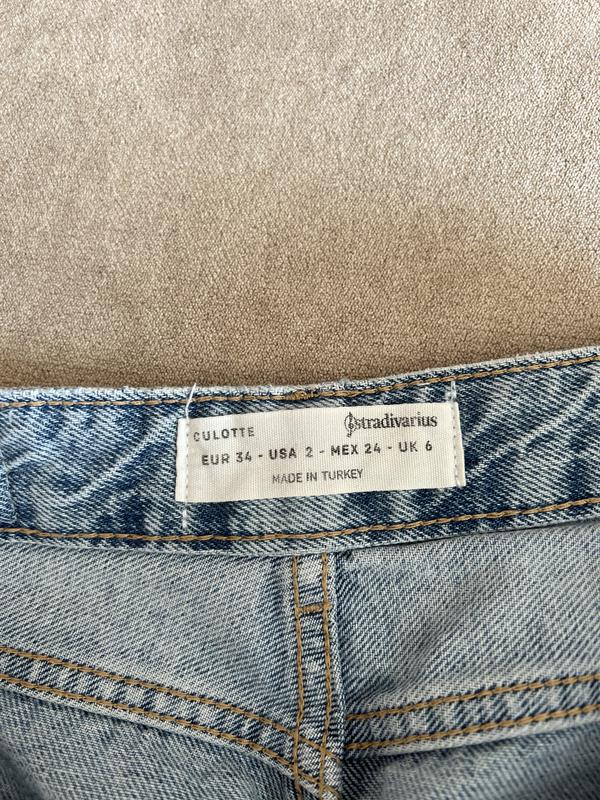 CULOTTE stradivarius
EUR 34 - USA 2 - MEX 24 - UK 6
MADE IN TURKEY